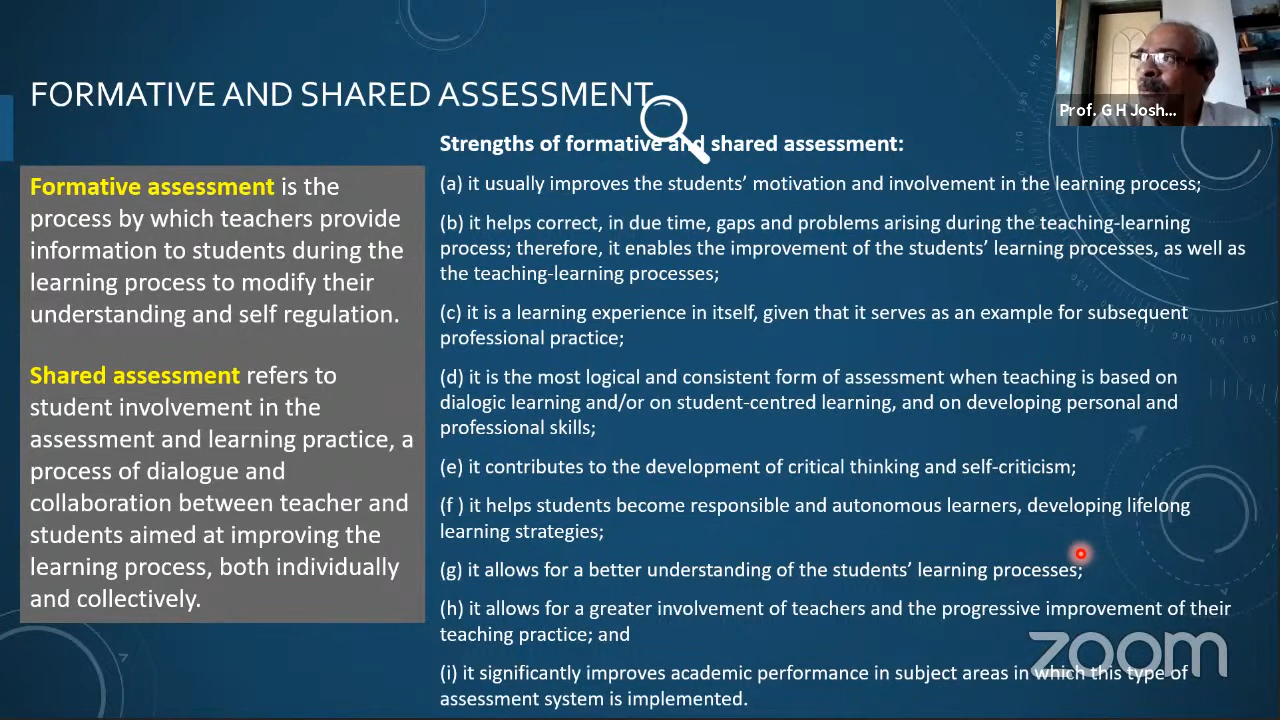 FORMATIVE AND SHARED ASSESSMENT
Prof. G H Josh...
Formative assessment is the
process by which teachers provide
information to students during the
learning process to modify their
understanding and self regulation.
Shared assessment refers to
student involvement in the
assessment and learning practice, a
process of dialogue and
collaboration between teacher and
students aimed at improving the
learning process, both individually
and collectively.
Strengths of formative and shared assessment:
(a) it usually improves the students’ motivation and involvement in the learning process;
(b) it helps correct, in due time, gaps and problems arising during the teaching-learning
process; therefore, it enables the improvement of the students’ learning processes, as well as
the teaching-learning processes;
(c) it is a learning experience in itself, given that it serves as an example for subsequent
professional practice;
(d) it is the most logical and consistent form of assessment when teaching is based on
dialogic learning and/or on student-centred learning, and on developing personal and
professional skills;
(e) it contributes to the development of critical thinking and self-criticism;
(f ) it helps students become responsible and autonomous learners, developing lifelong
learning strategies;
(g) it allows for a better understanding of the students’ learning processes;
(h) it allows for a greater involvement of teachers and the progressive improvement of their
teaching practice; and
(i) it significantly improves academic performance in subject areas in which this type of
assessment system is implemented.
zoom